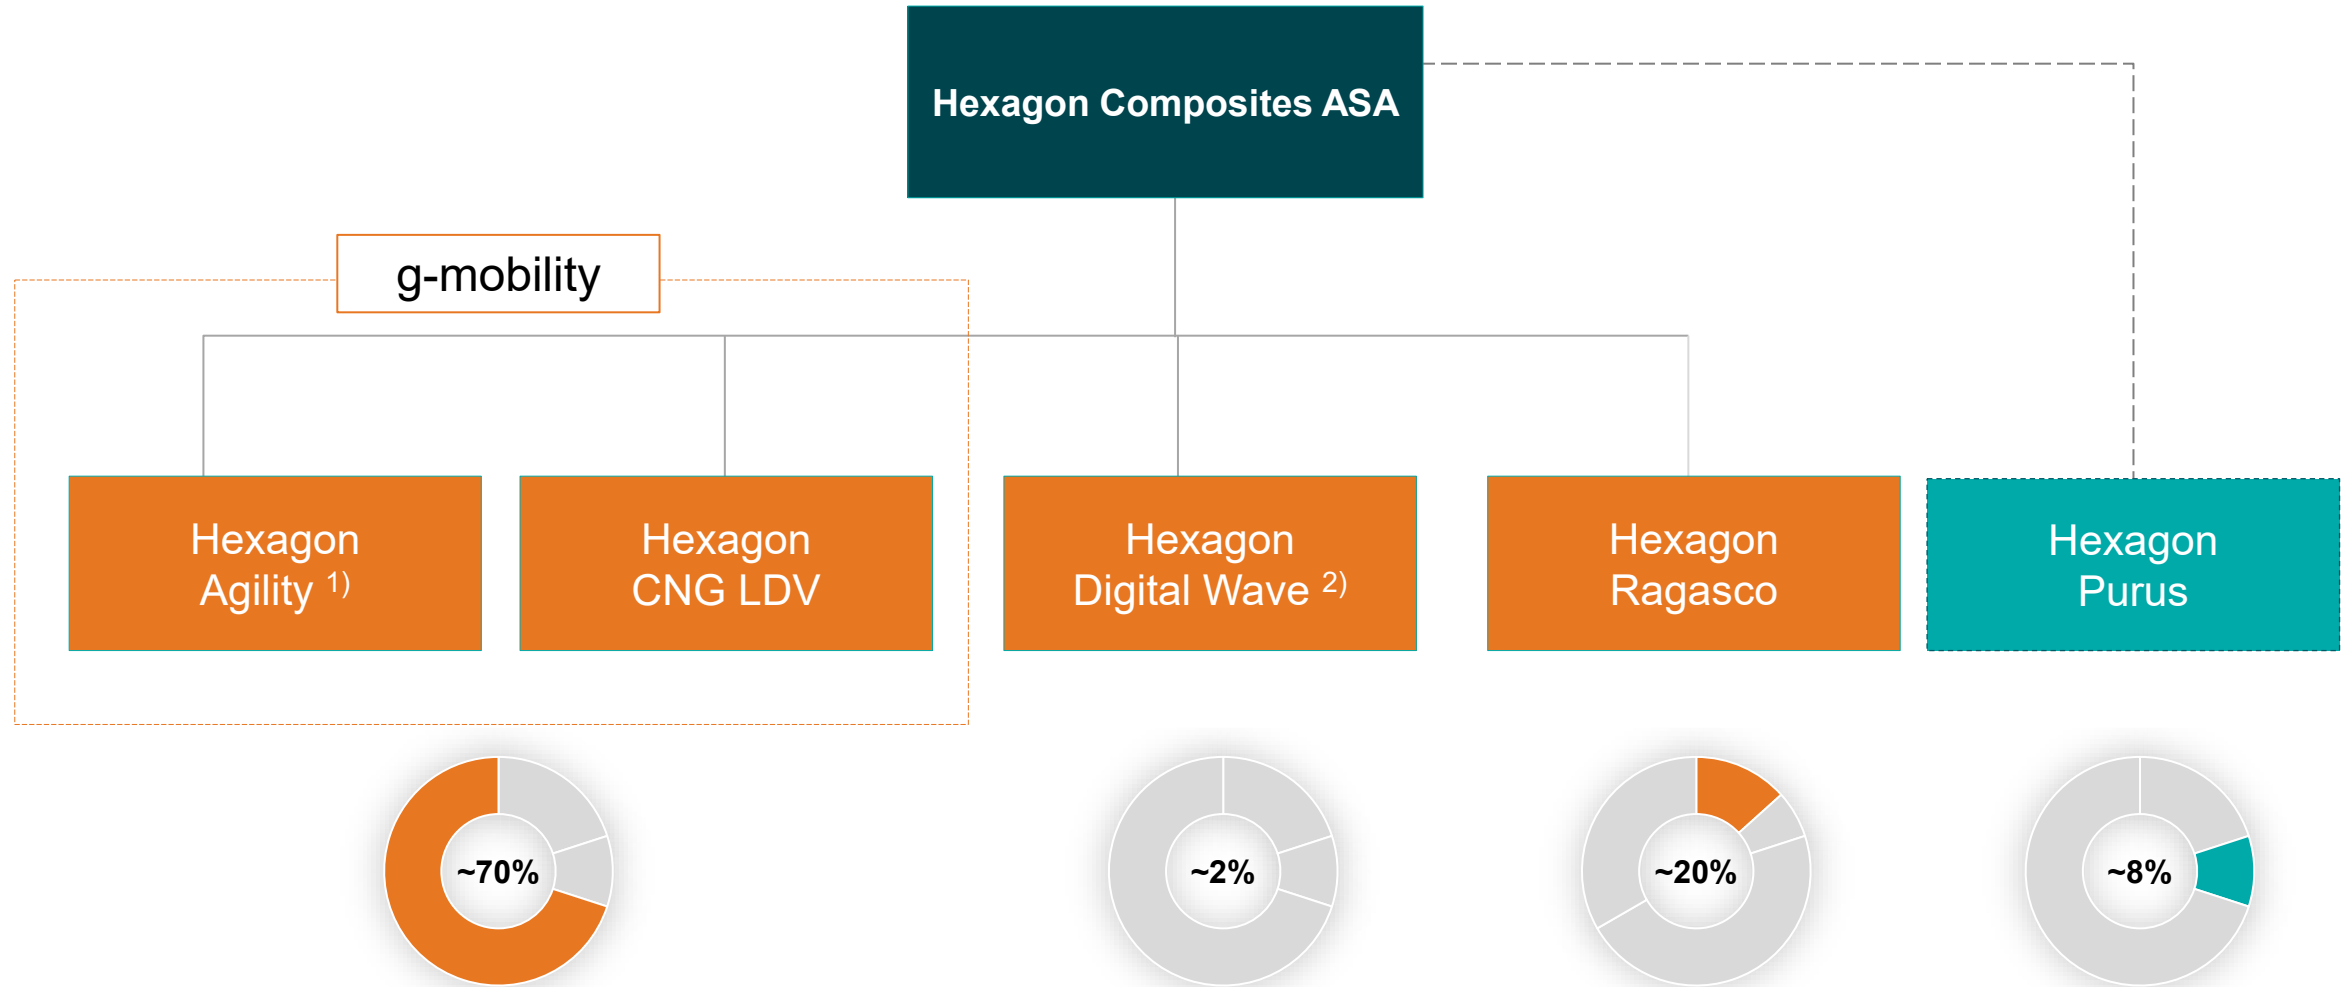 Hexagon Composites ASA
g-mobility
Hexagon
Agility 1)
Hexagon
CNG LDV
Hexagon
Digital Wave 2)
Hexagon
Ragasco
Hexagon
Purus
~70%
~2%
~20%
~8%